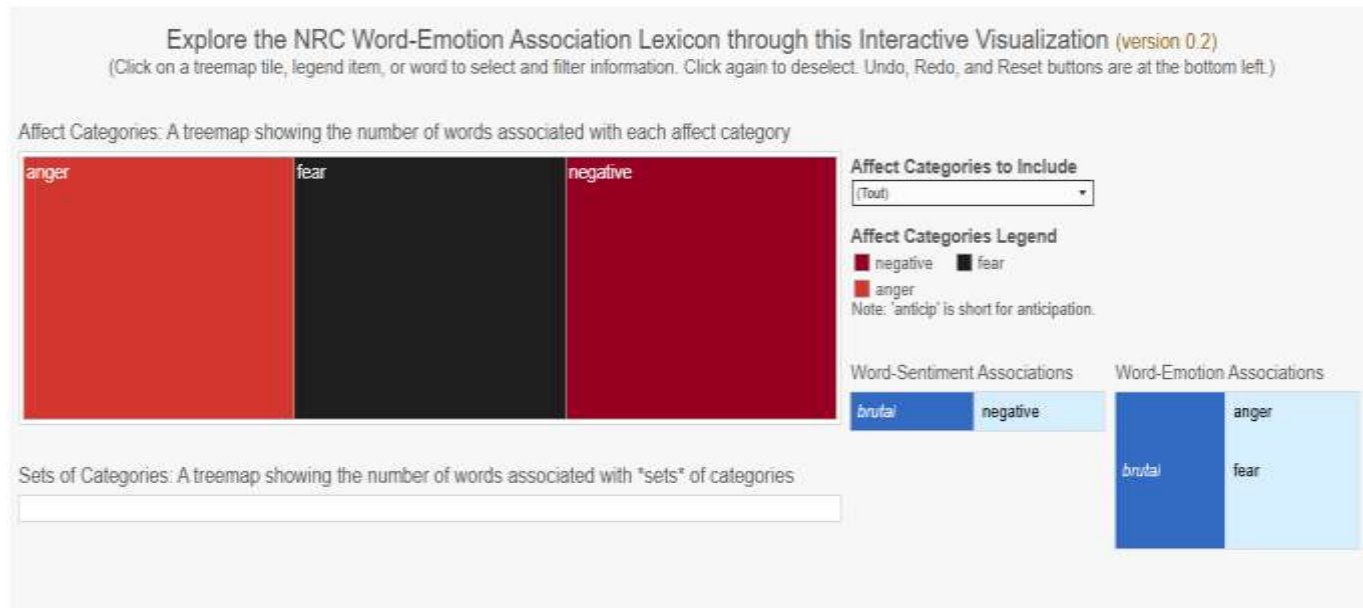 Explore the NRC Word-Emotion Association Lexicon through this Interactive Visualization (version 0.2)
(Click on a treemap tile, legend item, or word to select and filter information. Click again to deselect. Undo, Redo, and Reset buttons are at the bottom left.)
Affect Categories: A treemap showing the number of words associated with each affect category
anger
fear
negative
Affect Categories to Include
(Tout)
Affect Categories Legend
negative
fear
anger
Note: 'anticip' is short for anticipation.
Word-Sentiment Associations
brutal
negative
Word-Emotion Associations
anger
brutal
fear
Sets of Categories: A treemap showing the number of words associated with *sets* of categories